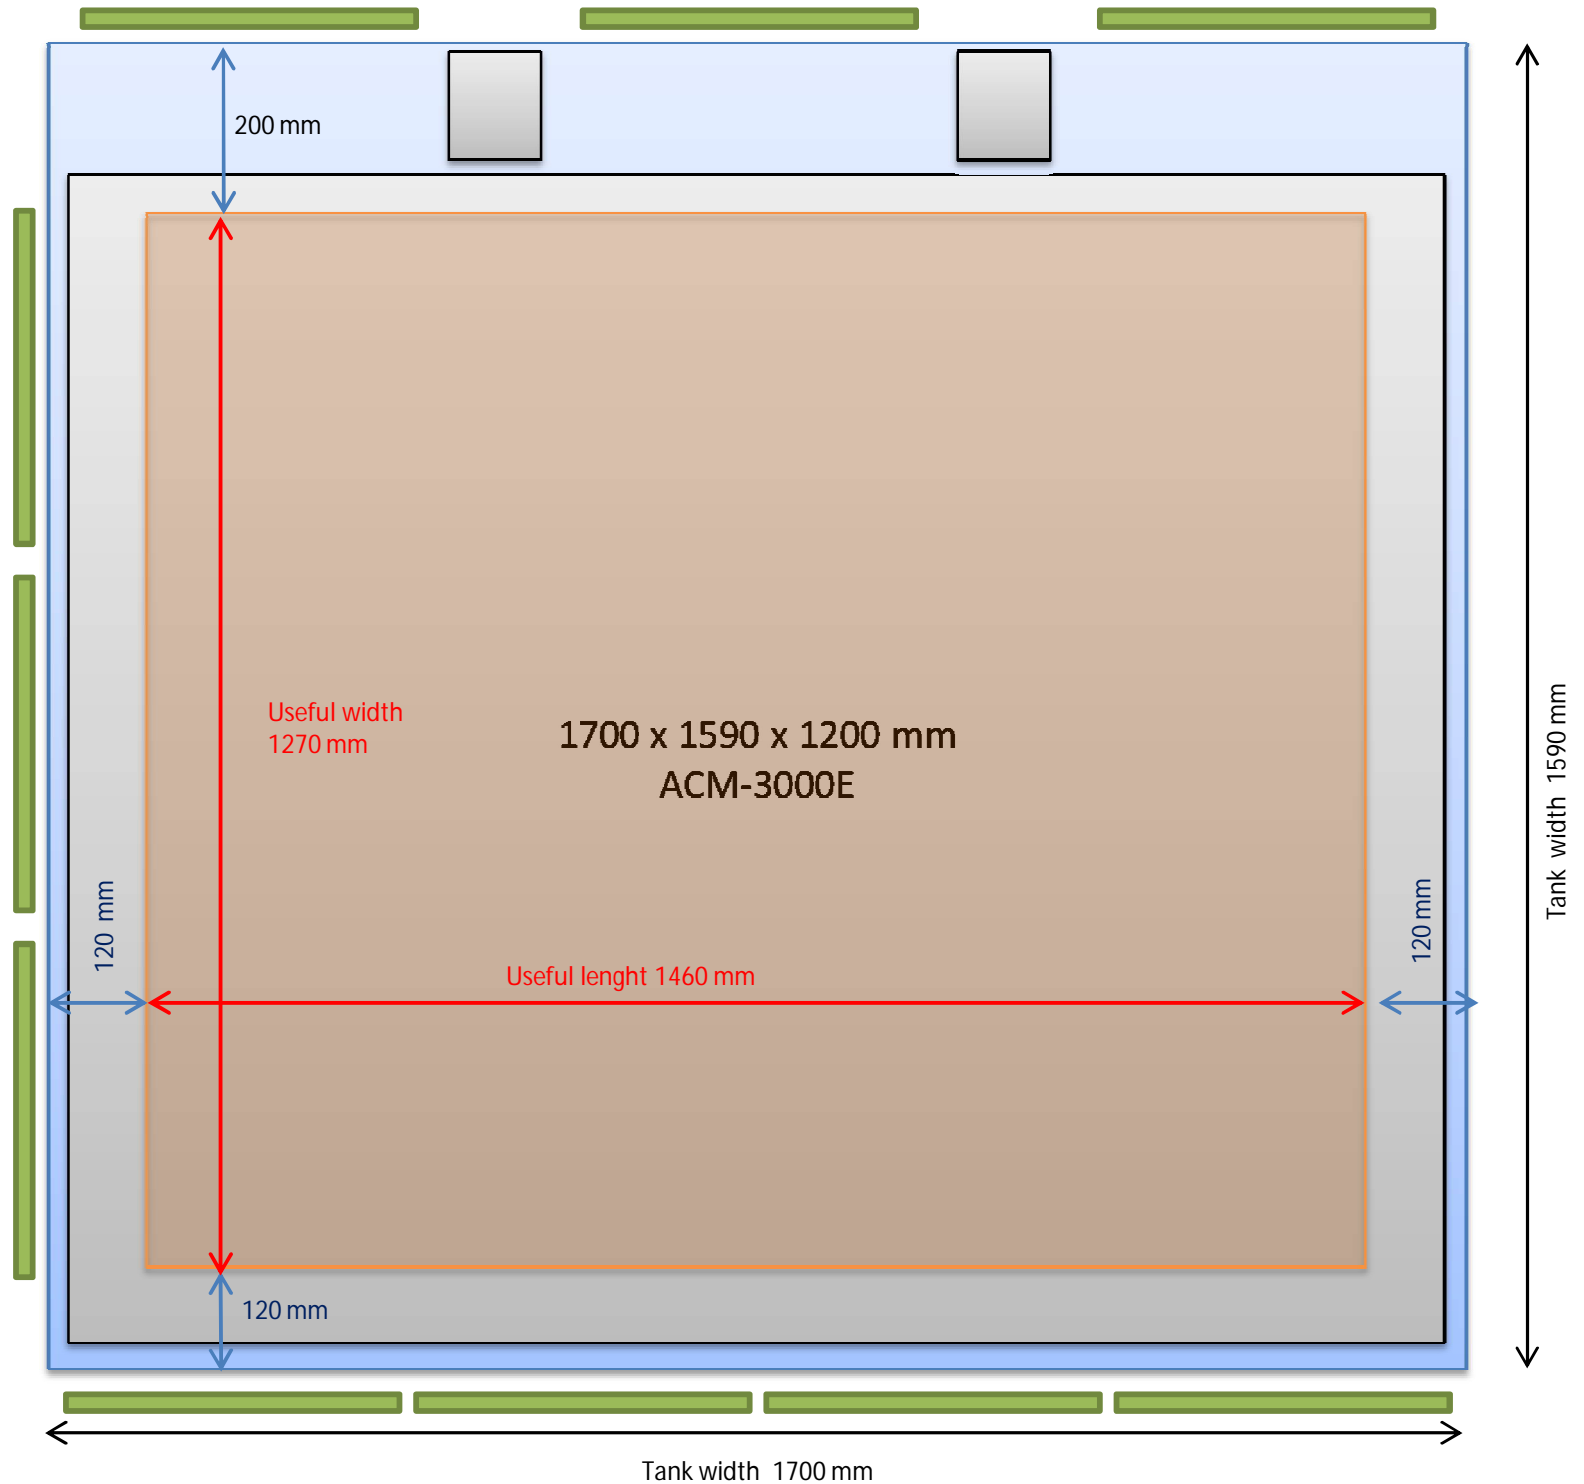 200 mm
Useful width
1270 mm
1700 x 1590 x 1200 mm
ACM-3000E
Tank width 1590 mm
120 mm
120 mm
Useful lenght 1460 mm
120 mm
Tank width 1700 mm